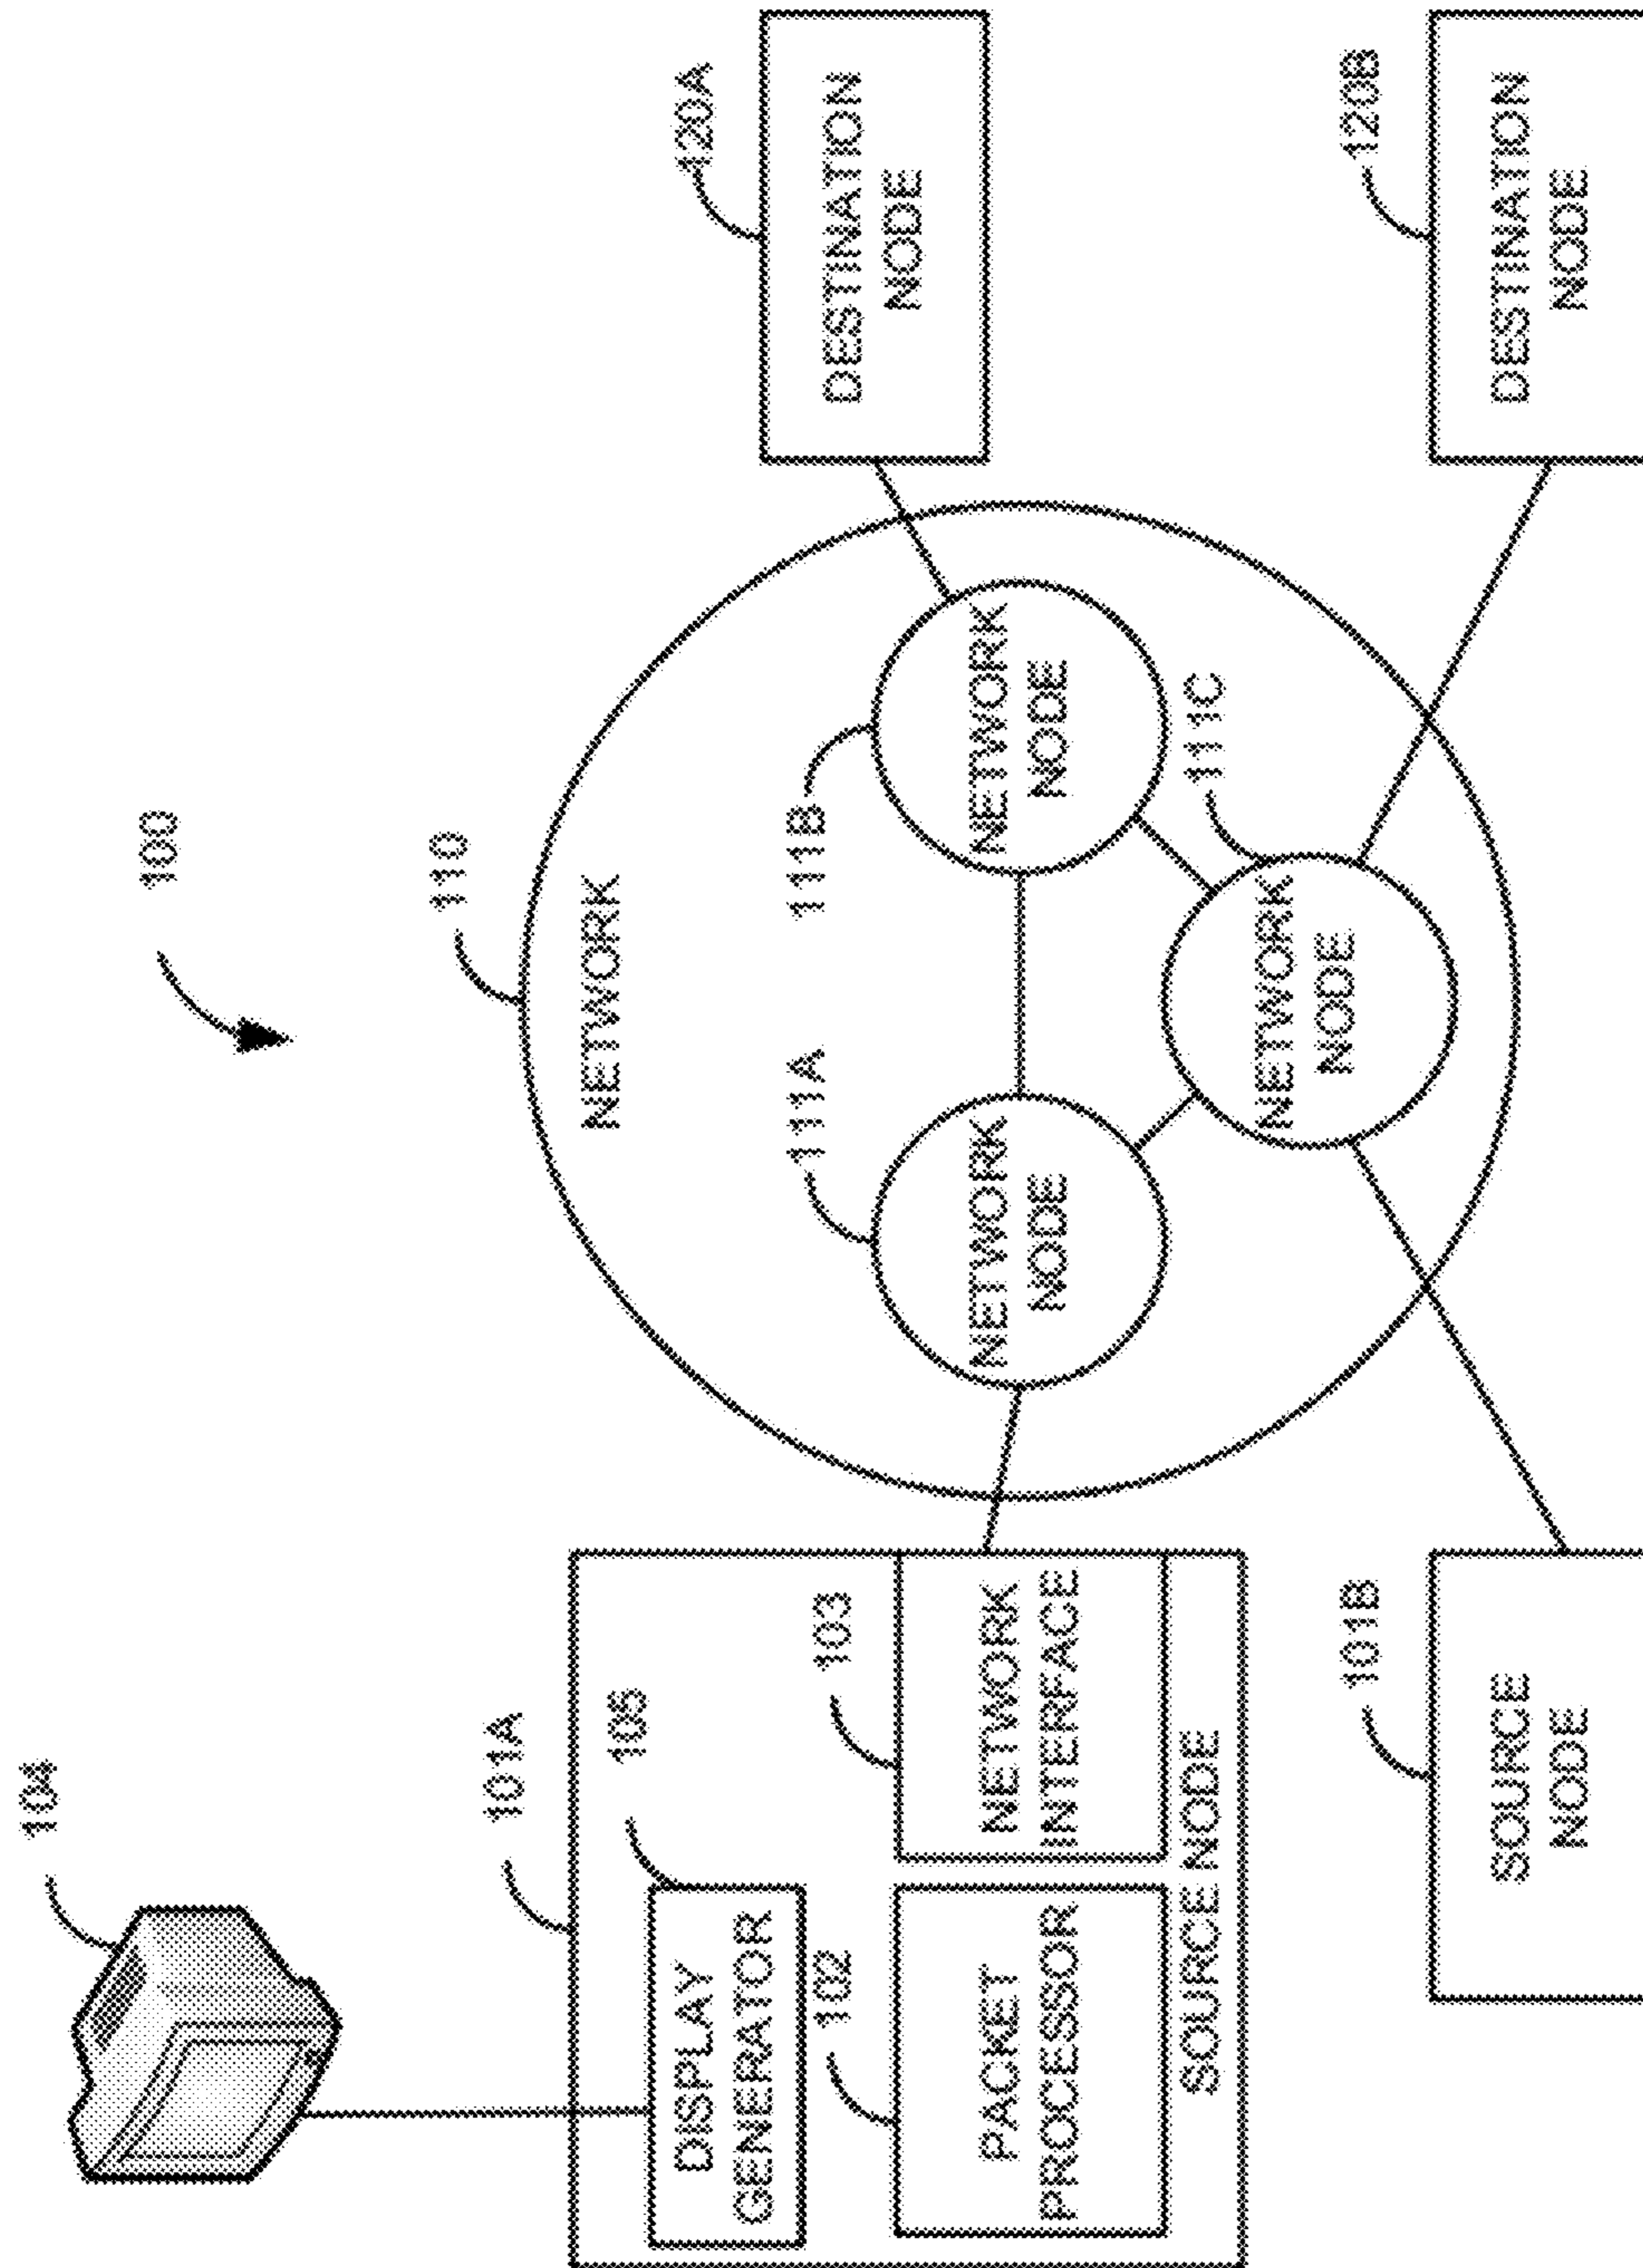 100
104
110
NETWORK
101A
105
DISPLAY
GENERATOR
102
PACKET
PROCESSOR
103
NETWORK
INTERFACE
SOURCE NODE
111A
NETWORK
NODE
111B
NETWORK
NODE
111C
NETWORK
NODE
120A
DESTINATION
NODE
101B
SOURCE
NODE
120B
DESTINATION
NODE